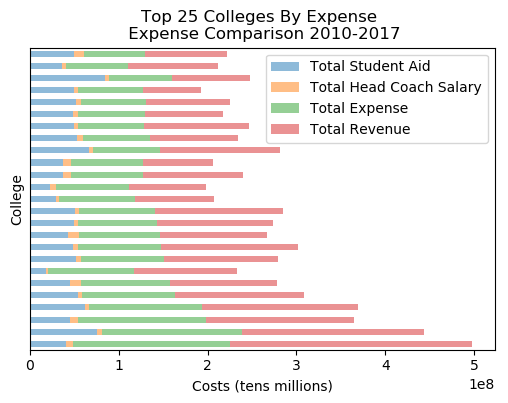 Top 25 Colleges By Expense
Expense Comparison 2010-2017
Total Student Aid
Total Head Coach Salary
Total Expense
Total Revenue
College
0 1 2 3 4 5
1e8
Costs (tens millions)